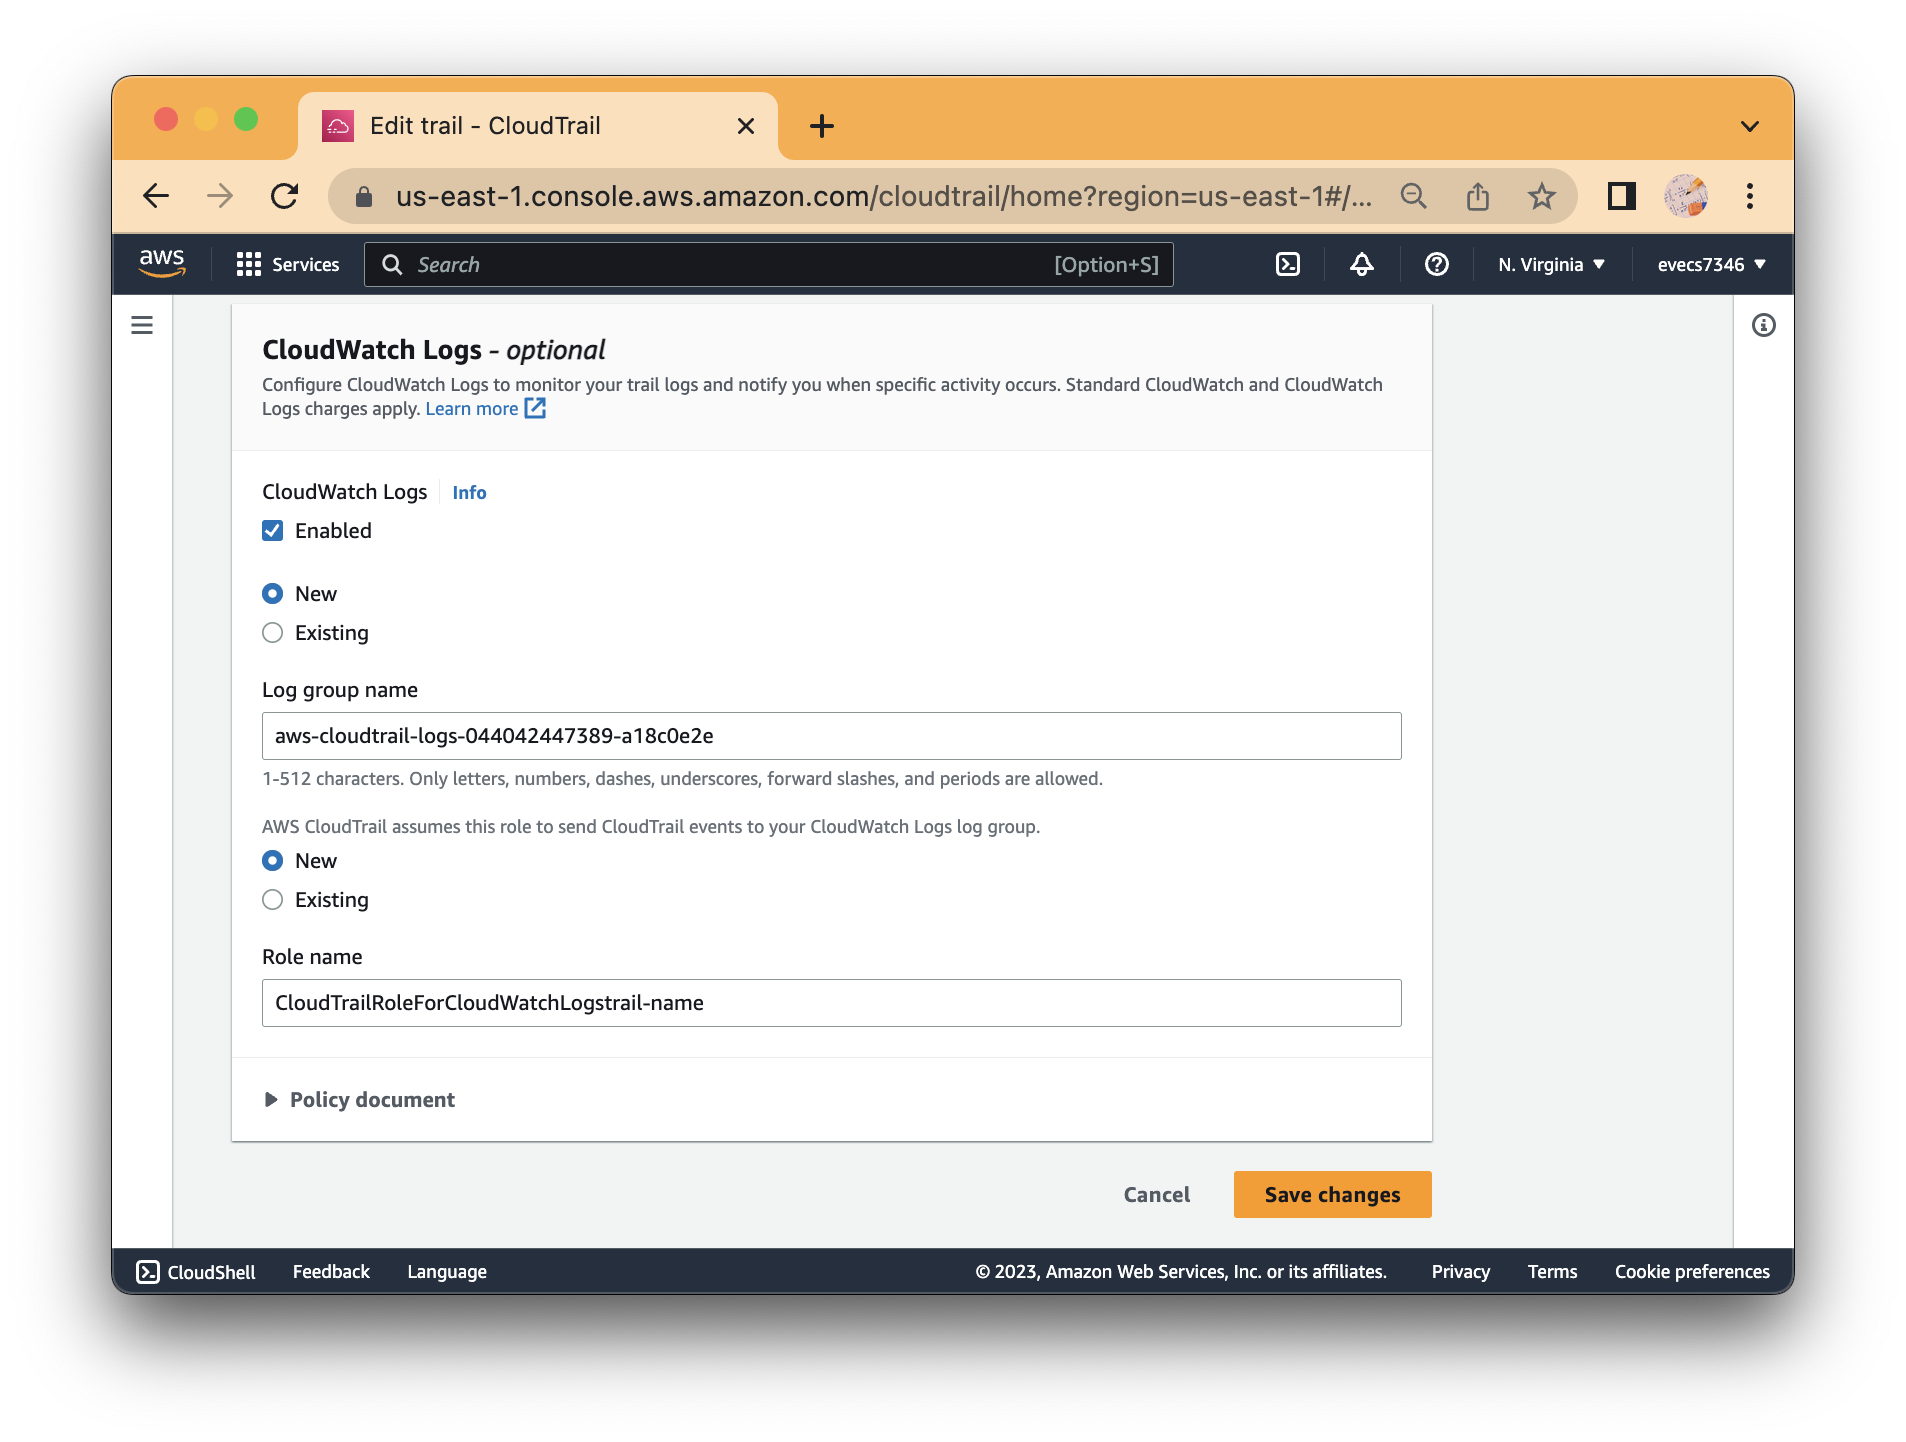 Edit trail - CloudTrail
us-east-1.console.aws.amazon.com/cloudtrail/home?region=us-east-1#/...
aws Services Search [Option+S] N. Virginia evecs7346
CloudWatch Logs - optional
Configure CloudWatch Logs to monitor your trail logs and notify you when specific activity occurs. Standard CloudWatch and CloudWatch
Logs charges apply. Learn more
CloudWatch Logs Info
Enabled
New
Existing
Log group name
aws-cloudtrail-logs-044042447389-a18c0e2e
1-512 characters. Only letters, numbers, dashes, underscores, forward slashes, and periods are allowed.
AWS CloudTrail assumes this role to send CloudTrail events to your CloudWatch Logs log group.
New
Existing
Role name
CloudTrailRoleForCloudWatchLogstrail-name
Policy document
Cancel Save changes
CloudShell Feedback Language © 2023, Amazon Web Services, Inc. or its affiliates. Privacy Terms Cookie preferences